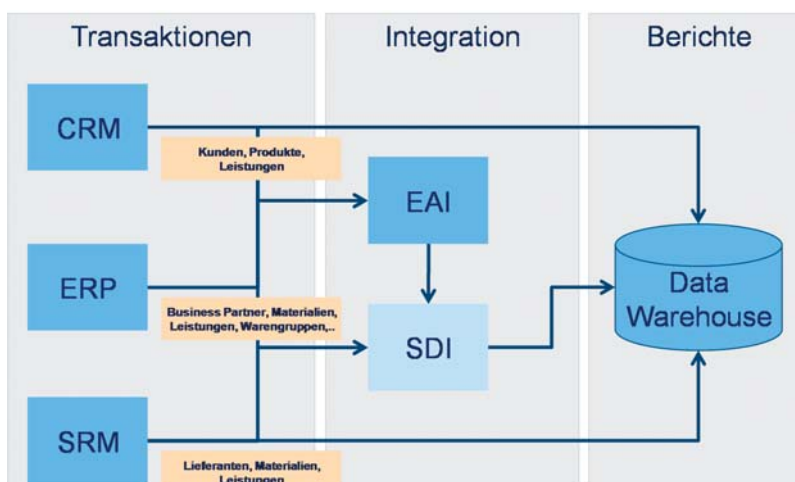 Transaktionen
Integration
Berichte
CRM
Kunden, Produkte,
Leistungen
EAI
ERP
Business Partner, Materialien,
Leistungen, Warengruppen,..
SDI
Data
Warehouse
SRM
Lieferanten, Materialien,
Leistungen